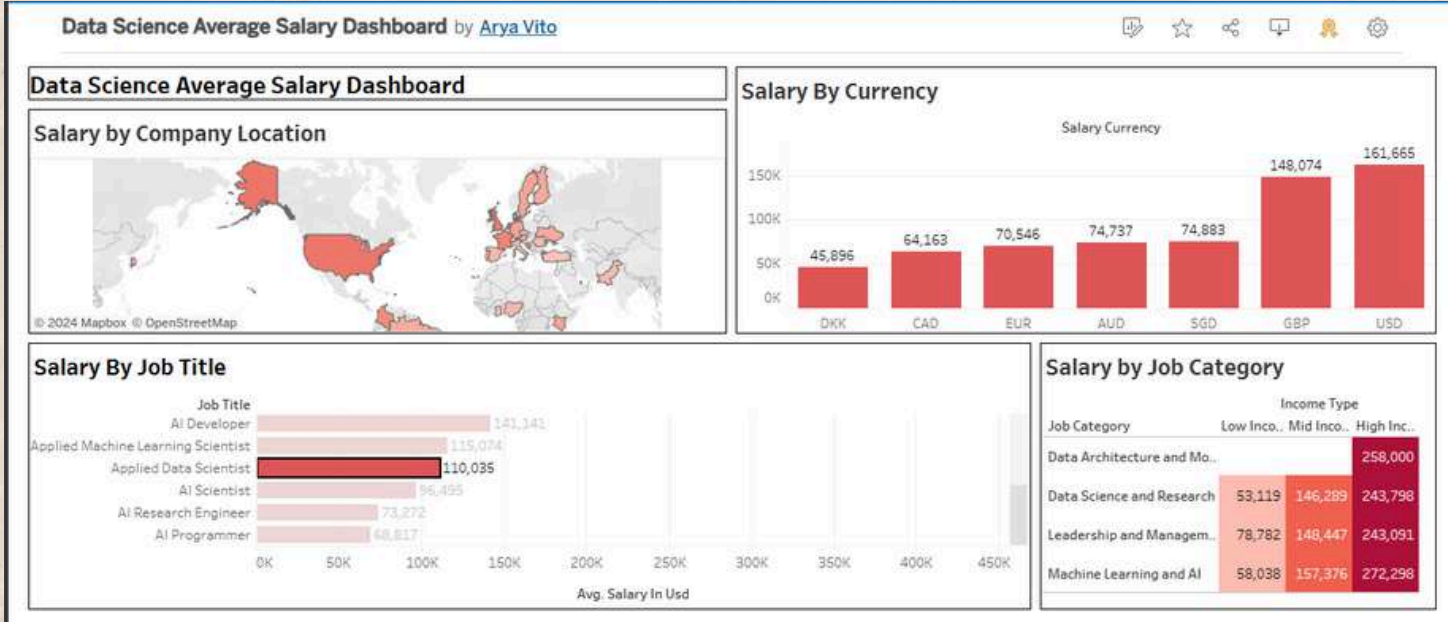 Data Science Average Salary Dashboard by Arya Vito
Data Science Average Salary Dashboard
Salary by Company Location
© 2024 Mapbox © OpenStreetMap
Salary By Currency
Salary Currency
150K
100K
50K
0K
45,896
64,163
70,546
74,737
74,883
148,074
161,665
DKK CAD EUR AUD SGD GBP USD
Salary By Job Title
Job Title
AI Developer 141,141
Applied Machine Learning Scientist 115,074
Applied Data Scientist 110,035
AI Scientist 96,495
AI Research Engineer 73,272
AI Programmer 68,817
0K 50K 100K 150K 200K 250K 300K 350K 400K 450K
Avg. Salary In Usd
Salary by Job Category
Income Type
Job Category Low Inco.. Mid Inco.. High Inc..
Data Architecture and Mo.. 258,000
Data Science and Research 53,119 146,289 243,798
Leadership and Managem.. 78,782 148,447 243,091
Machine Learning and AI 58,038 157,376 272,298